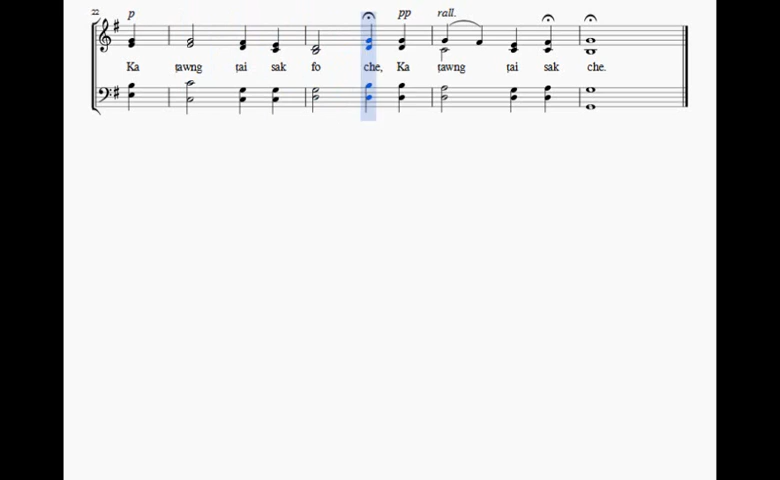 22
p pp rall.
Ka ṭawng ṭai sak fo che, Ka ṭawng ṭai sak che.